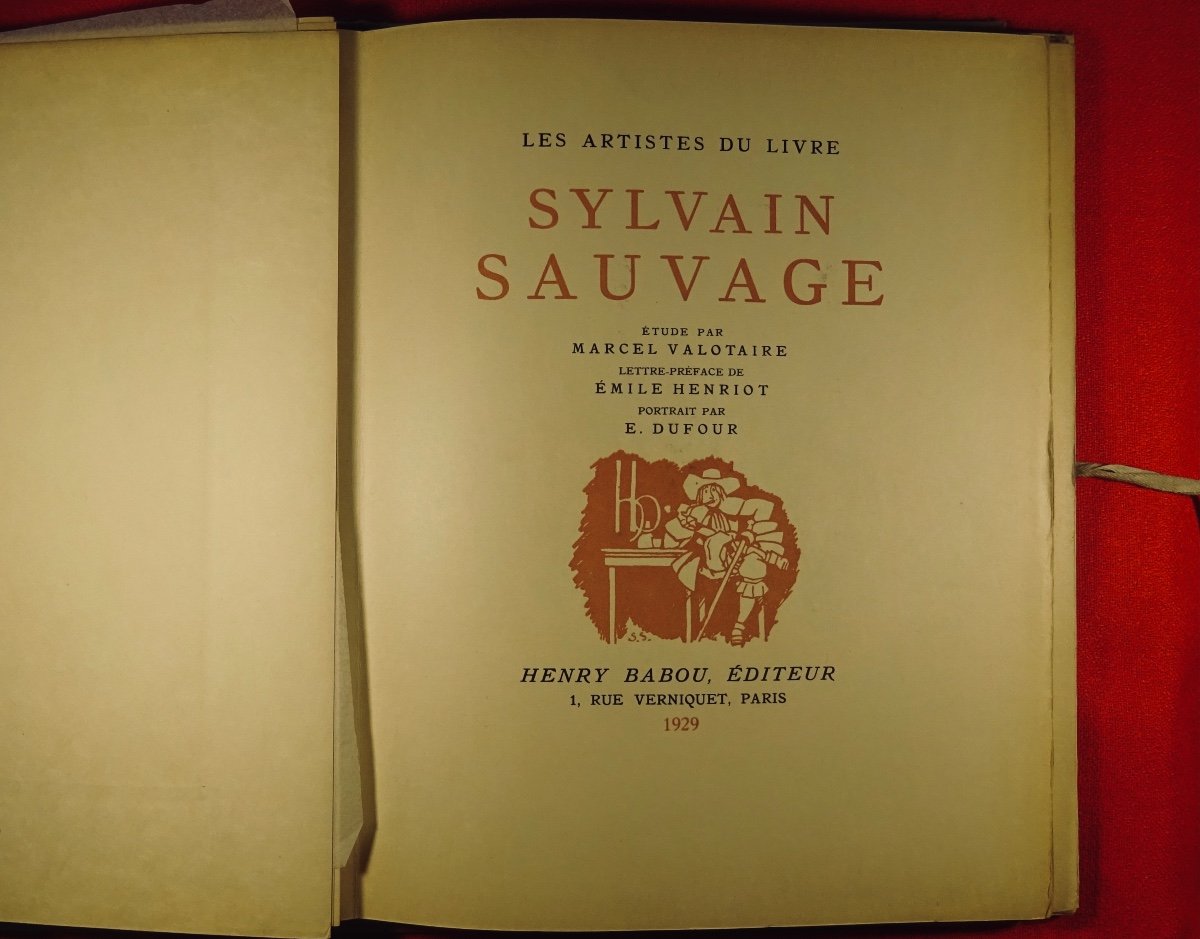 LES ARTISTES DU LIVRE
SYLVAIN
SAUVAGE
ÉTUDE PAR
MARCEL VALOTAIRE
LETTRE-PRÉFACE DE
ÉMILE HENRIOT
PORTRAIT PAR
E. DUFOUR
Hb
S.S.
HENRY BABOU, ÉDITEUR
1, RUE VERNIQUET, PARIS
1929